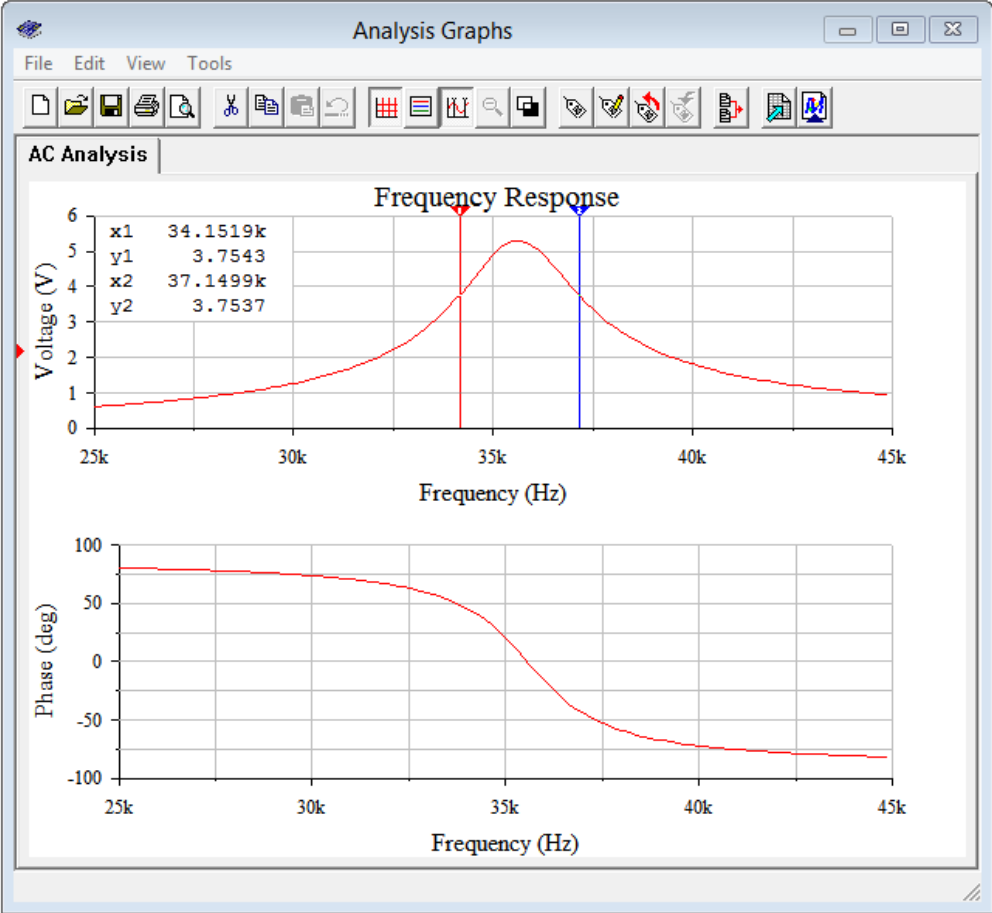 Analysis Graphs
File Edit View Tools
AC Analysis
Frequency Response
x1 34.1519k
y1 3.7543
x2 37.1499k
y2 3.7537
Voltage (V)
6
5
4
3
2
1
0
25k 30k 35k 40k 45k
Frequency (Hz)
Phase (deg)
100
50
0
-50
-100
25k 30k 35k 40k 45k
Frequency (Hz)